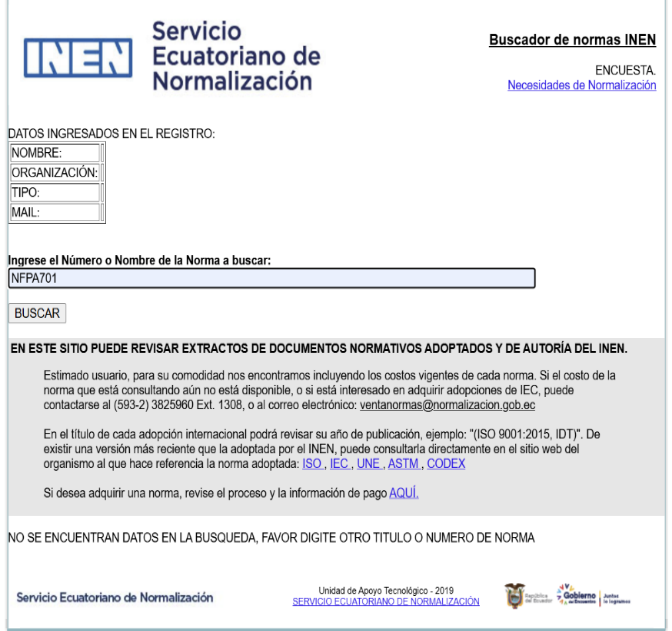 INEN
Servicio
Ecuatoriano de
Normalización
Buscador de normas INEN
ENCUESTA.
Necesidades de Normalización
DATOS INGRESADOS EN EL REGISTRO:
NOMBRE:
ORGANIZACIÓN:
TIPO:
MAIL:
Ingrese el Número o Nombre de la Norma a buscar:
NFPA701
BUSCAR
EN ESTE SITIO PUEDE REVISAR EXTRACTOS DE DOCUMENTOS NORMATIVOS ADOPTADOS Y DE AUTORÍA DEL INEN.
Estimado usuario, para su comodidad nos encontramos incluyendo los costos vigentes de cada norma. Si el costo de la
norma que está consultando aún no está disponible, o si está interesado en adquirir adopciones de IEC, puede
contactarse al (593-2) 3825960 Ext. 1308, o al correo electrónico: ventanormas@normalizacion.gob.ec
En el título de cada adopción internacional podrá revisar su año de publicación, ejemplo: "(ISO 9001:2015, IDT)". De
existir una versión más reciente que la adoptada por el INEN, puede consultarla directamente en el sitio web del
organismo al que hace referencia la norma adoptada: ISO , IEC , UNE , ASTM , CODEX
Si desea adquirir una norma, revise el proceso y la información de pago AQUÍ.
NO SE ENCUENTRAN DATOS EN LA BUSQUEDA, FAVOR DIGITE OTRO TITULO O NUMERO DE NORMA
Servicio Ecuatoriano de Normalización
Unidad de Apoyo Tecnológico - 2019
SERVICIO ECUATORIANO DE NORMALIZACIÓN
República
del Ecuador
Gobierno
del Encuentro
Juntos
lo logramos